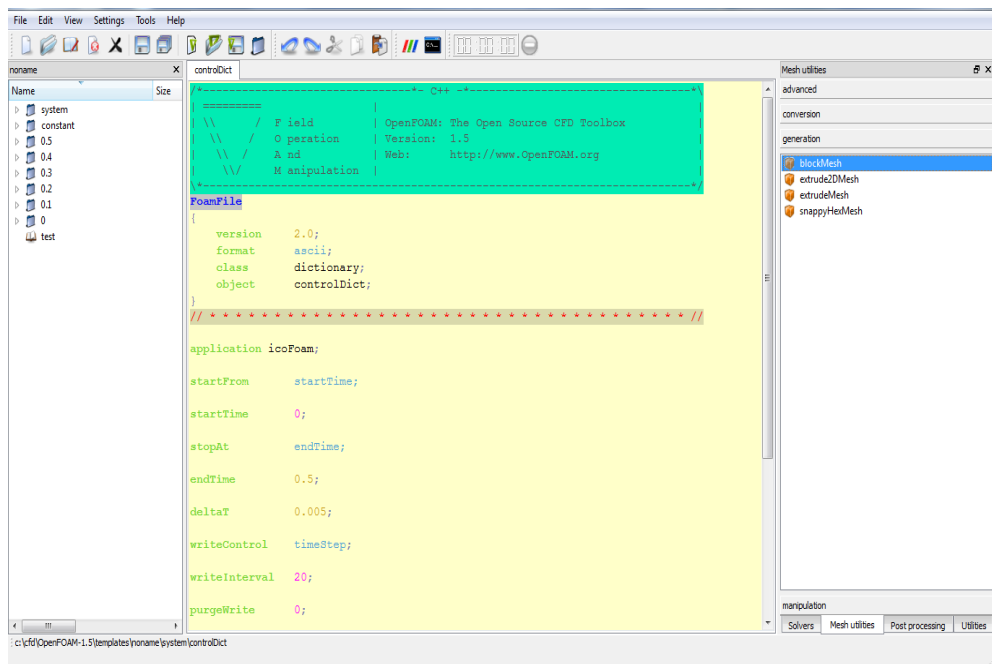 File Edit View Settings Tools Help
noname
Name Size
system
constant
0.5
0.4
0.3
0.2
0.1
0
test
controlDict
/*--------------------------------*- C++ -*----------------------------------*\
| ========= | |
| \\ / F ield | OpenFOAM: The Open Source CFD Toolbox |
| \\ / O peration | Version: 1.5 |
| \\ / A nd | Web: http://www.OpenFOAM.org |
| \\/ M anipulation | |
\*---------------------------------------------------------------------------*/
FoamFile
{
version 2.0;
format ascii;
class dictionary;
object controlDict;
}
// * * * * * * * * * * * * * * * * * * * * * * * * * * * * * * * * * * * * * //
application icoFoam;
startFrom startTime;
startTime 0;
stopAt endTime;
endTime 0.5;
deltaT 0.005;
writeControl timeStep;
writeInterval 20;
purgeWrite 0;
Mesh utilities
advanced
conversion
generation
blockMesh
extrude2DMesh
extrudeMesh
snappyHexMesh
manipulation
Solvers Mesh utilities Post processing Utilities
: c:\cfd\OpenFOAM-1.5\templates\noname\system\controlDict